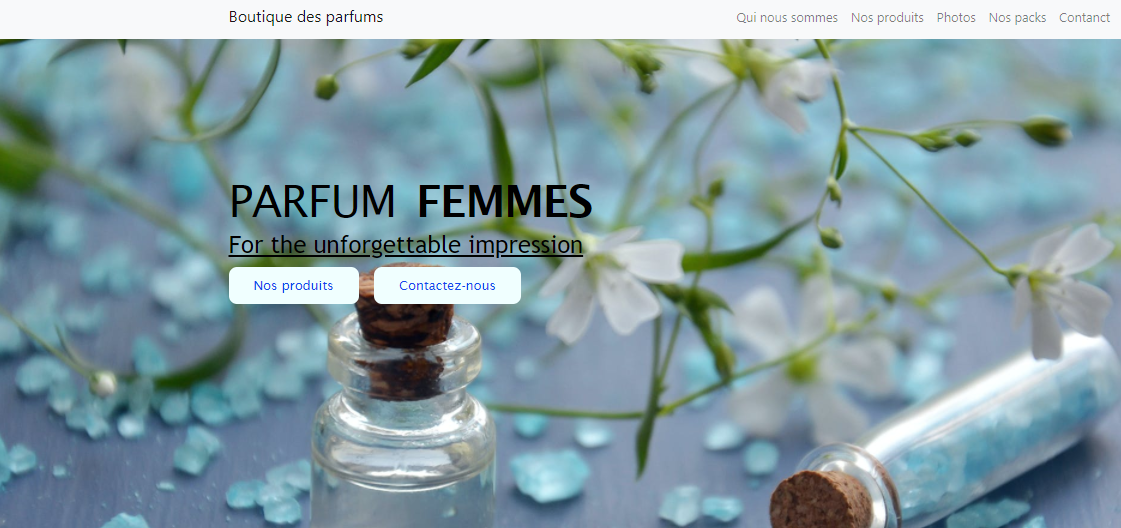 Boutique des parfums Qui nous sommes Nos produits Photos Nos packs Contanct
PARFUM FEMMES
For the unforgettable impression
Nos produits Contactez-nous